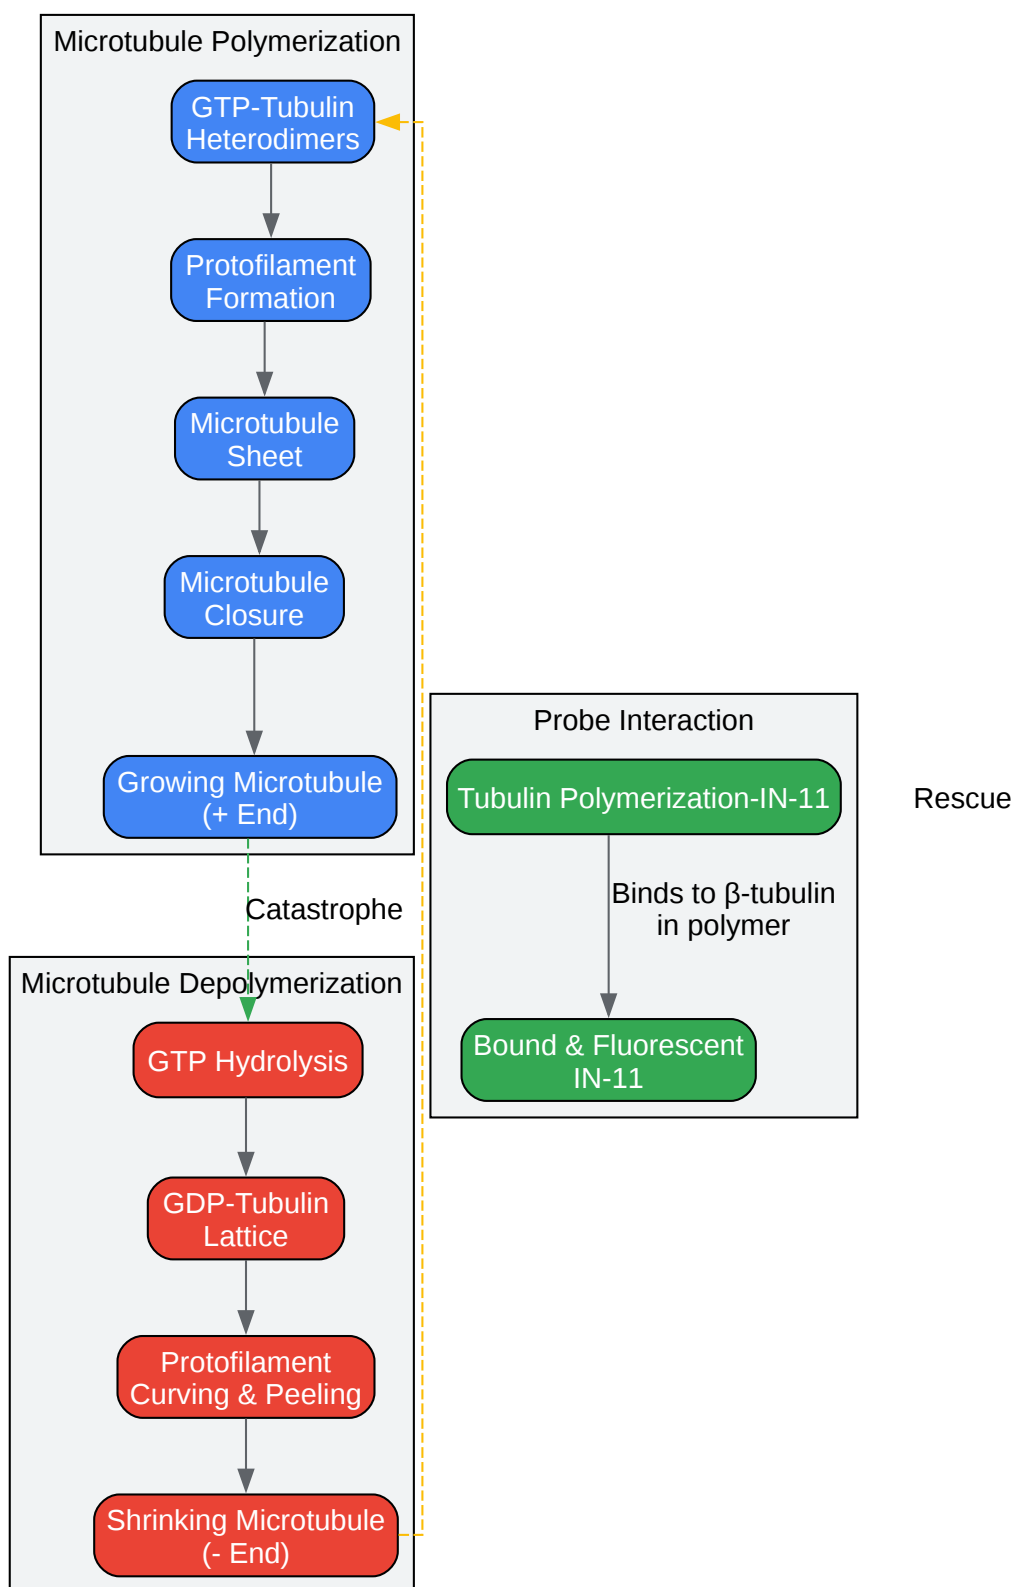 Microtubule Polymerization
GTP-Tubulin
Heterodimers
Protofilament
Formation
Microtubule
Sheet
Microtubule
Closure
Growing Microtubule
(+ End)
Catastrophe
Microtubule Depolymerization
GTP Hydrolysis
GDP-Tubulin
Lattice
Protofilament
Curving & Peeling
Shrinking Microtubule
(- End)
Probe Interaction
Tubulin Polymerization-IN-11
Binds to β-tubulin
in polymer
Bound & Fluorescent
IN-11
Rescue